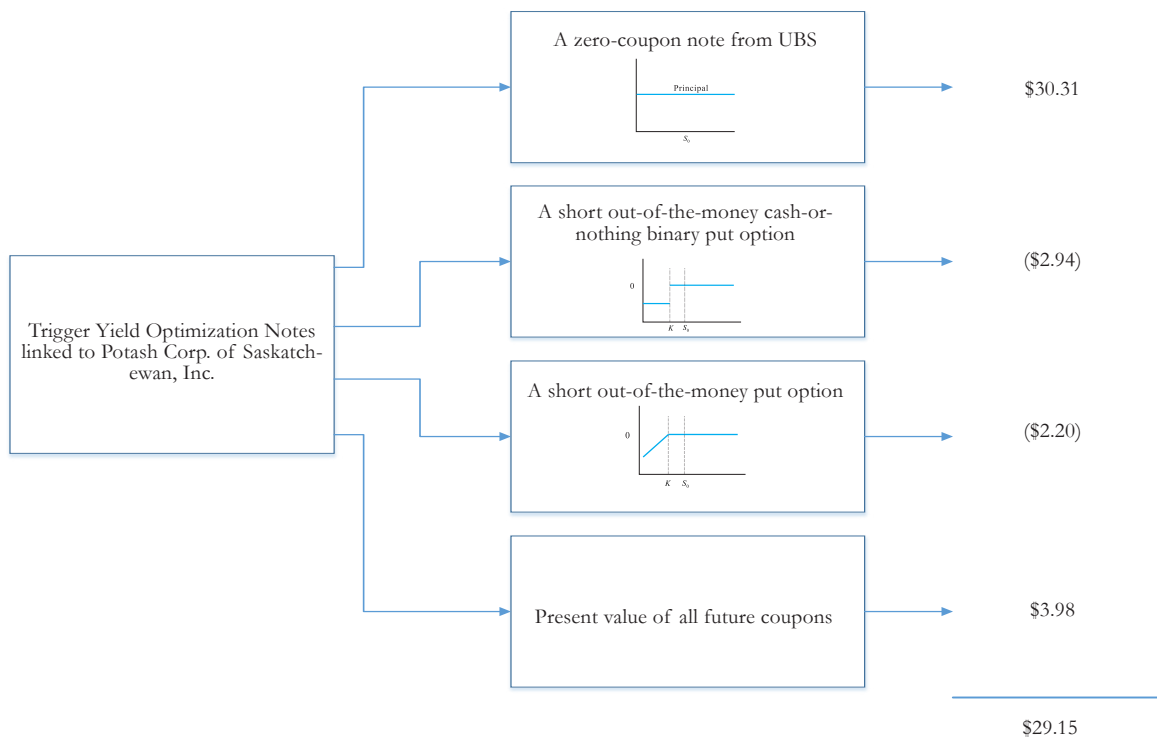 A zero-coupon note from UBS
Principal
S0
$30.31
A short out-of-the-money cash-or-
nothing binary put option
0
K
S0
($2.94)
Trigger Yield Optimization Notes
linked to Potash Corp. of Saskatch-
ewan, Inc.
A short out-of-the-money put option
0
K
S0
($2.20)
Present value of all future coupons
$3.98
$29.15